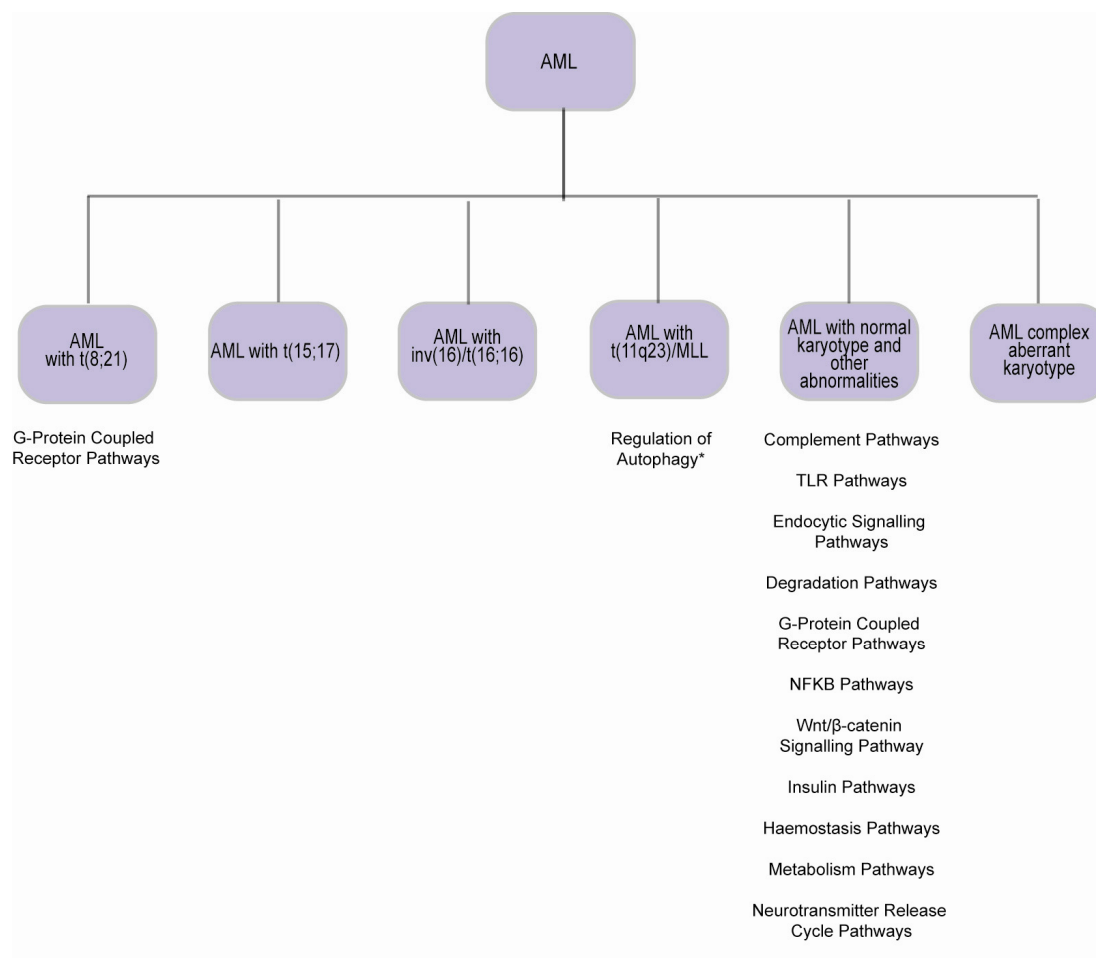 AML
AML
with t(8;21)
AML with t(15;17)
AML with
inv(16)/t(16;16)
AML with
t(11q23)/MLL
AML with normal
karyotype and
other
abnormalities
AML complex
aberrant
karyotype
G-Protein Coupled
Receptor Pathways
Regulation of
Autophagy*
Complement Pathways
TLR Pathways
Endocytic Signalling
Pathways
Degradation Pathways
G-Protein Coupled
Receptor Pathways
NFKB Pathways
Wnt/β-catenin
Signalling Pathway
Insulin Pathways
Haemostasis Pathways
Metabolism Pathways
Neurotransmitter Release
Cycle Pathways